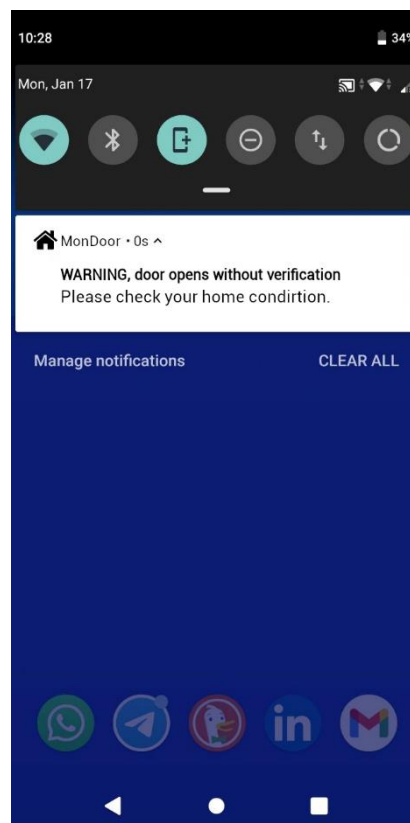 10:28
34%
Mon, Jan 17
MonDoor • 0s
WARNING, door opens without verification
Please check your home condirtion.
Manage notifications
CLEAR ALL
in